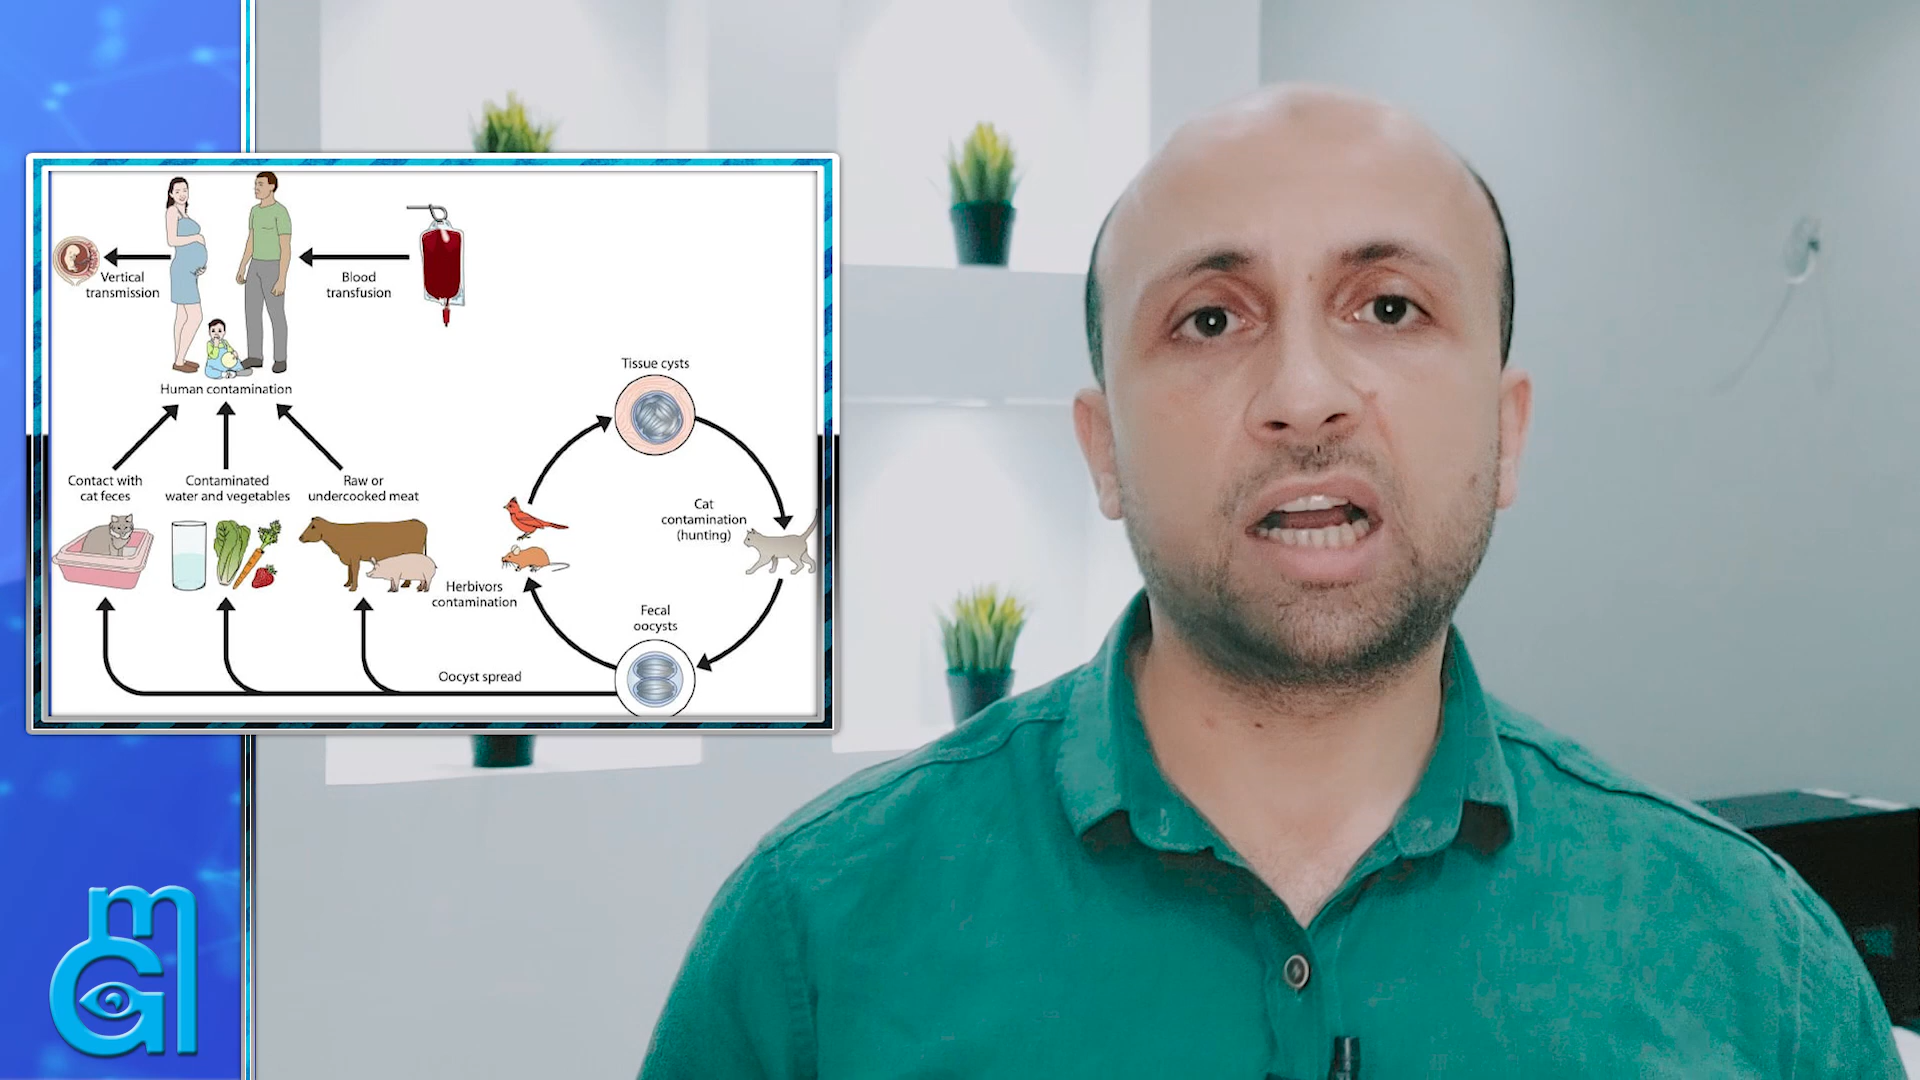 Vertical
transmission
Blood
transfusion
Human contamination
Contact with
cat feces
Contaminated
water and vegetables
Raw or
undercooked meat
Tissue cysts
Cat
contamination
(hunting)
Herbivors
contamination
Fecal
oocysts
Oocyst spread
mGl